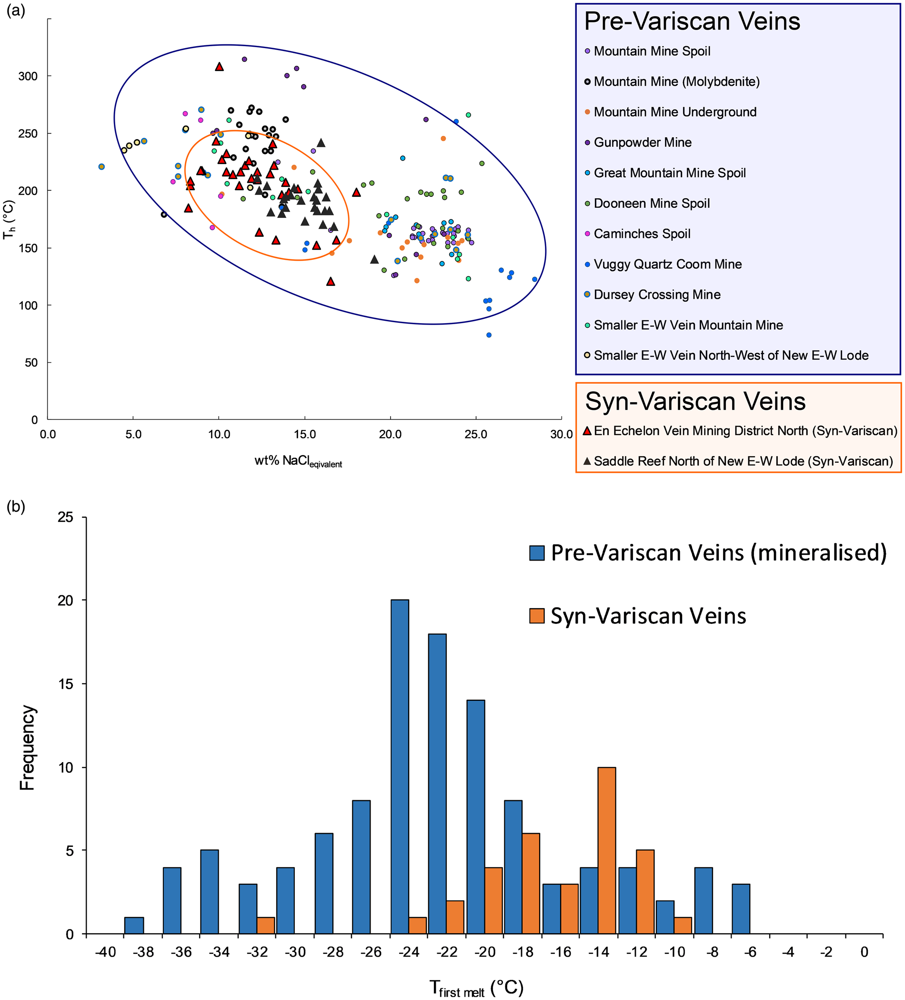 (a)
300
250
200
150
100
50
0
T_h (°C)
0.0 5.0 10.0 15.0 20.0 25.0 30.0
wt% NaCl_eqivalent
Pre-Variscan Veins
Mountain Mine Spoil
Mountain Mine (Molybdenite)
Mountain Mine Underground
Gunpowder Mine
Great Mountain Mine Spoil
Dooneen Mine Spoil
Caminches Spoil
Vuggy Quartz Coom Mine
Dursey Crossing Mine
Smaller E-W Vein Mountain Mine
Smaller E-W Vein North-West of New E-W Lode
Syn-Variscan Veins
En Echelon Vein Mining District North (Syn-Variscan)
Saddle Reef North of New E-W Lode (Syn-Variscan)
(b)
25
20
15
10
5
0
Frequency
Pre-Variscan Veins (mineralised)
Syn-Variscan Veins
-40 -38 -36 -34 -32 -30 -28 -26 -24 -22 -20 -18 -16 -14 -12 -10 -8 -6 -4 -2 0
T_first melt (°C)